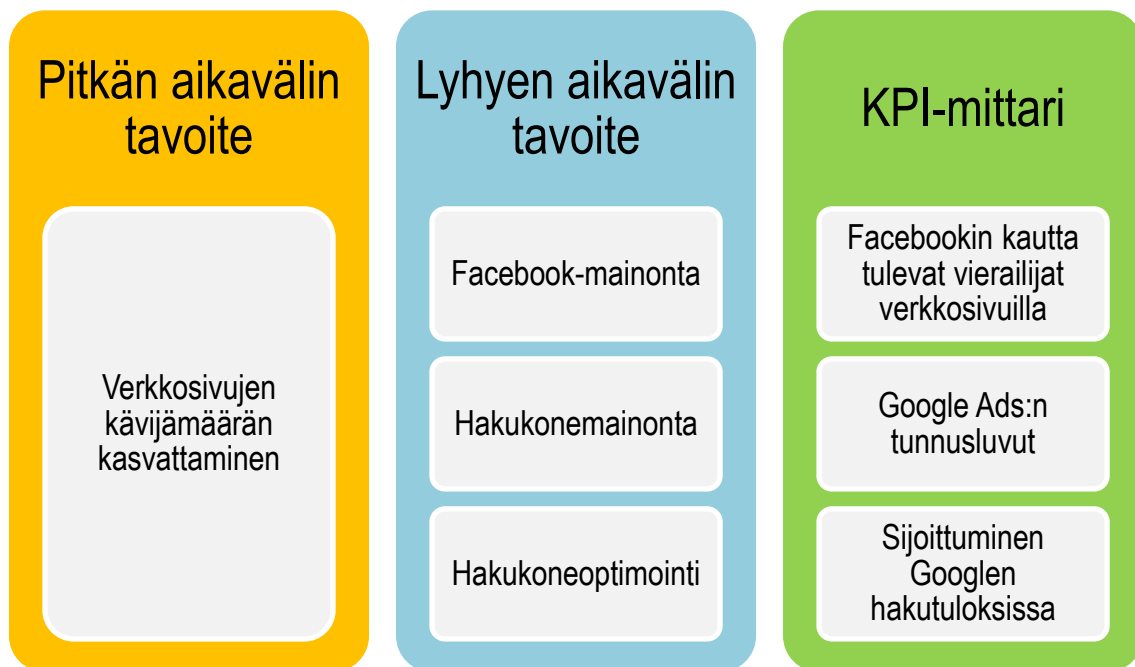 Pitkän aikavälin
tavoite
Verkkosivujen
kävijämäärän
kasvattaminen
Lyhyen aikavälin
tavoite
Facebook-mainonta
Hakukonemainonta
Hakukoneoptimointi
KPI-mittari
Facebookin kautta
tulevat vierailijat
verkkosivuilla
Google Ads:n
tunnusluvut
Sijoittuminen
Googlen
hakutuloksissa